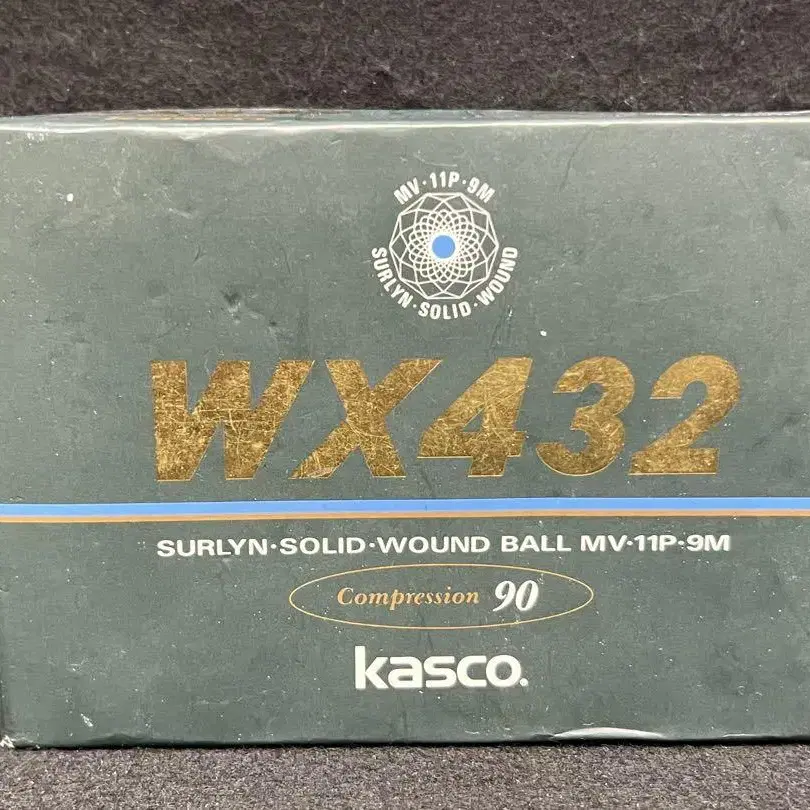 MV·11P·9M
SURLYN·SOLID·WOUND
WX432
SURLYN·SOLID·WOUND BALL MV·11P·9M
Compression 90
kasco.